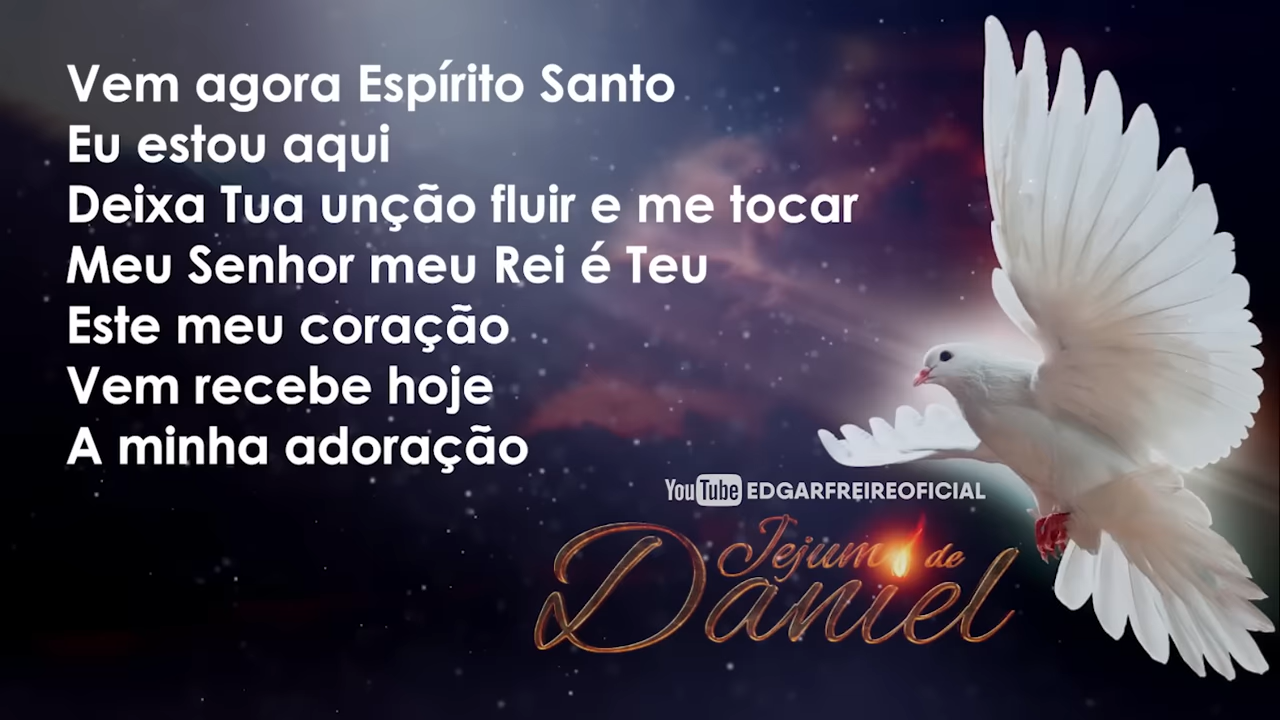 Vem agora Espírito Santo
Eu estou aqui
Deixa Tua unção fluir e me tocar
Meu Senhor meu Rei é Teu
Este meu coração
Vem recebe hoje
A minha adoração
YouTube EDGARFREIREOFICIAL
Jejum de
Daniel